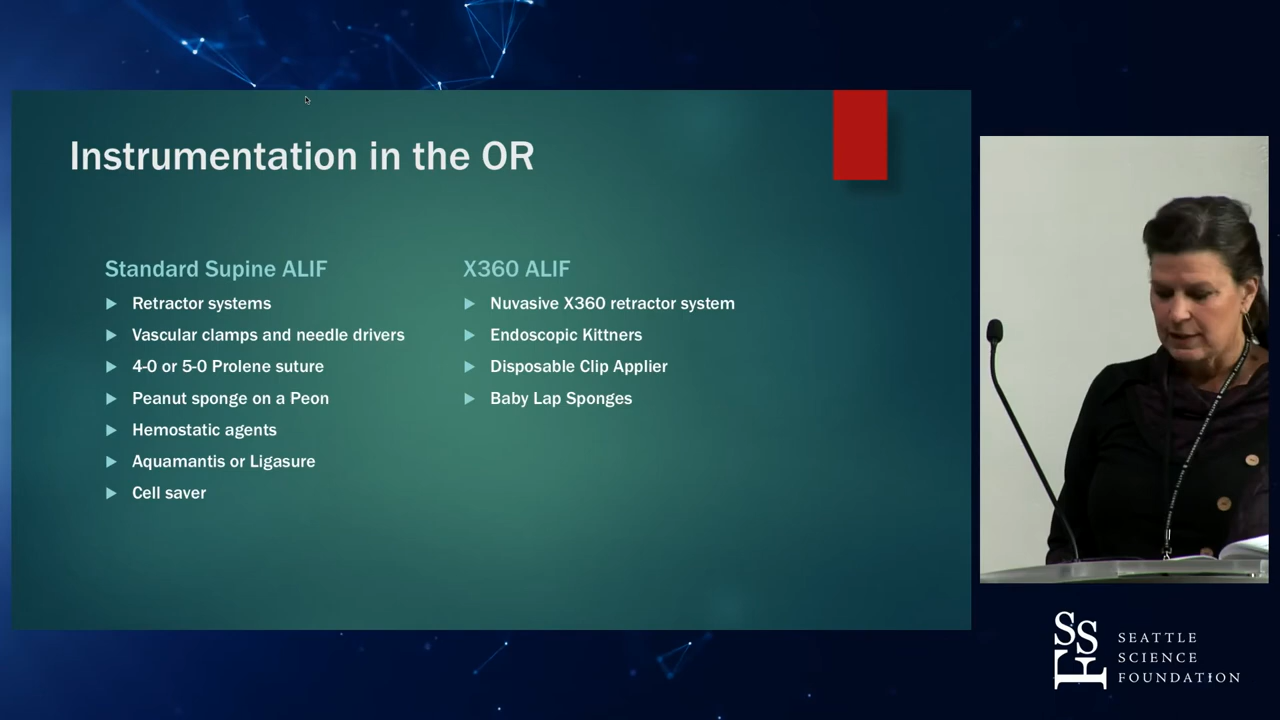 Instrumentation in the OR
Standard Supine ALIF
Retractor systems
Vascular clamps and needle drivers
4-0 or 5-0 Prolene suture
Peanut sponge on a Peon
Hemostatic agents
Aquamantis or Ligasure
Cell saver
X360 ALIF
Nuvasive X360 retractor system
Endoscopic Kittners
Disposable Clip Applier
Baby Lap Sponges
SSF
SEATTLE
SCIENCE
FOUNDATION